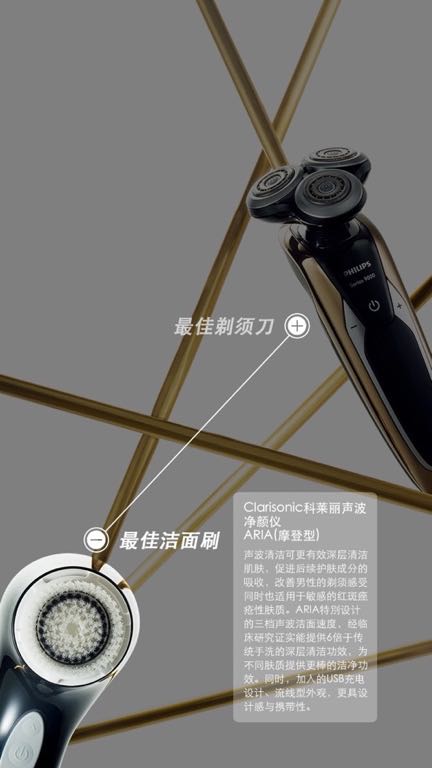 PHILIPS
Series 9000
最佳剃须刀
最佳洁面刷
Clarisonic科莱丽声波
净颜仪
ARIA(摩登型)
声波清洁可更有效深层清洁
肌肤，促进后续护肤成分的
吸收，改善男性的剃须感受
同时也适用于敏感的红斑痤
疮性肤质。ARIA特别设计
的三档声波洁面速度，经临
床研究证实能提供6倍于传
统手洗的深层清洁功效，为
不同肤质提供更棒的洁净功
效。同时，加入的USB充电
设计、流线型外观，更具设
计感与携带性。